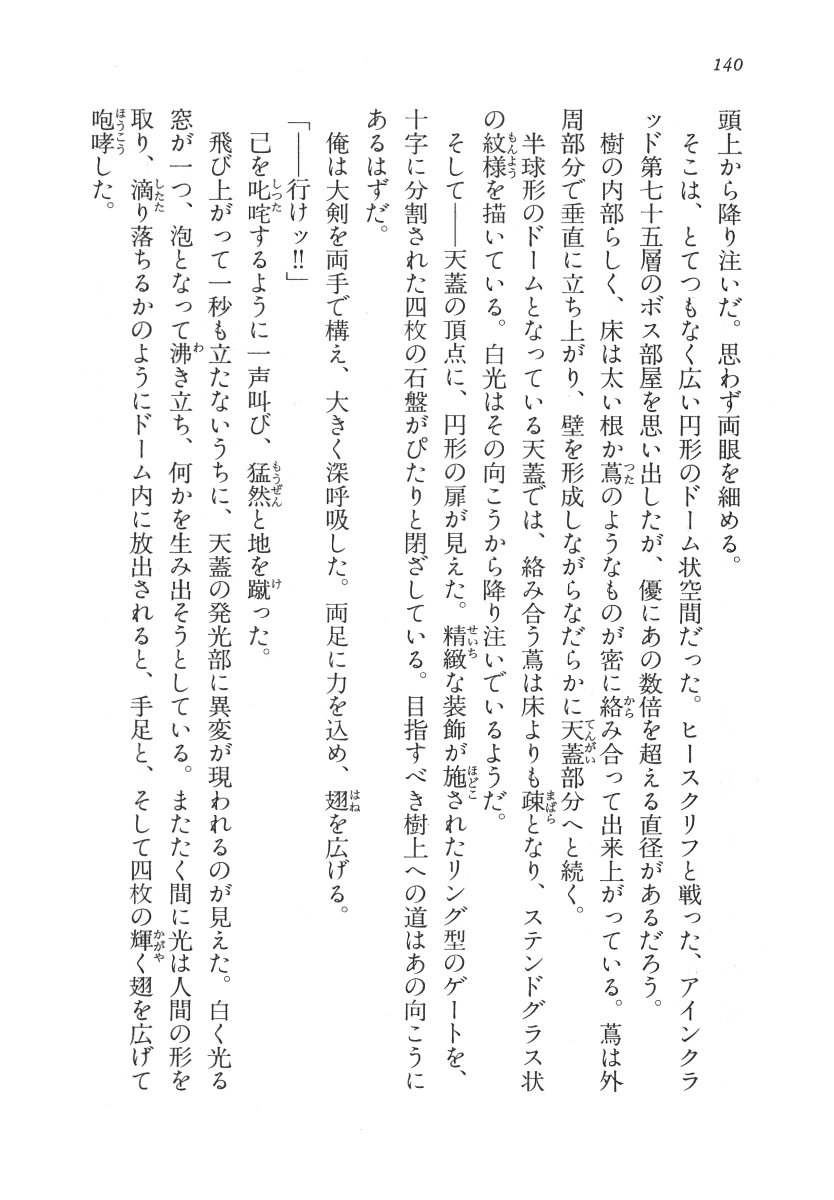 140
頭上から降り注いだ。思わず両眼を細める。
そこは、とてつもなく広い円形のドーム状空間だった。ヒースクリフと戦った、アインクラ
ッド第七十五層のボス部屋を思い出したが、優にあの数倍を超える直径があるだろう。
樹の内部らしく、床は太い根か蔦のようなものが密に絡み合って出来上がっている。蔦は外
周部分で垂直に立ち上がり、壁を形成しながらなだらかに天蓋部分へと続く。
半球形のドームとなっている天蓋では、絡み合う蔦は床よりも疎となり、ステンドグラス状
の紋様を描いている。白光はその向こうから降り注いでいるようだ。
そして――天蓋の頂点に、円形の扉が見えた。精緻な装飾が施されたリング型のゲートを、
十字に分割された四枚の石盤がぴたりと閉ざしている。目指すべき樹上への道はあの向こうに
あるはずだ。
俺は大剣を両手で構え、大きく深呼吸した。両足に力を込め、翅を広げる。
「――行けッ!!」
己を叱咤するように一声叫び、猛然と地を蹴った。
飛び上がって一秒も立たないうちに、天蓋の発光部に異変が現われるのが見えた。白く光る
窓が一つ、泡となって沸き立ち、何かを生み出そうとしている。またたく間に光は人間の形を
取り、滴り落ちるかのようにドーム内に放出されると、手足と、そして四枚の輝く翅を広げて
咆哮した。